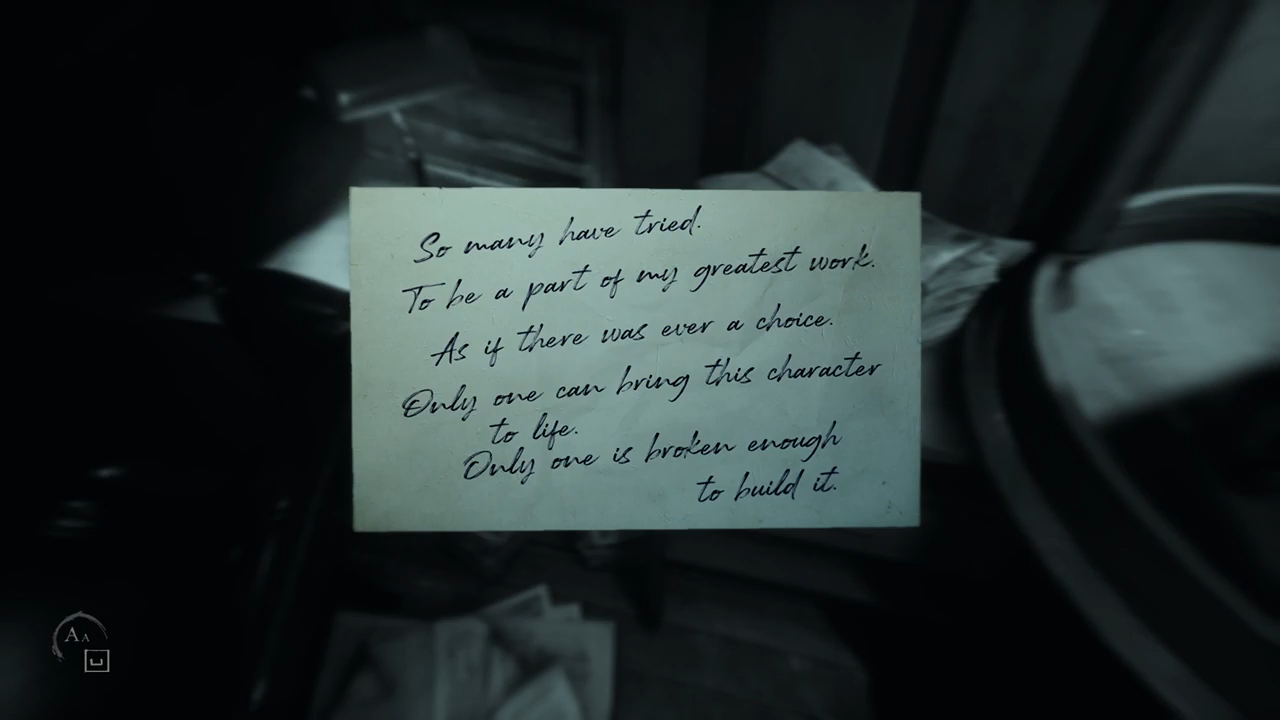 So many have tried.
To be a part of my greatest work.
As if there was ever a choice.
Only one can bring this character
to life.
Only one is broken enough
to build it.
AA